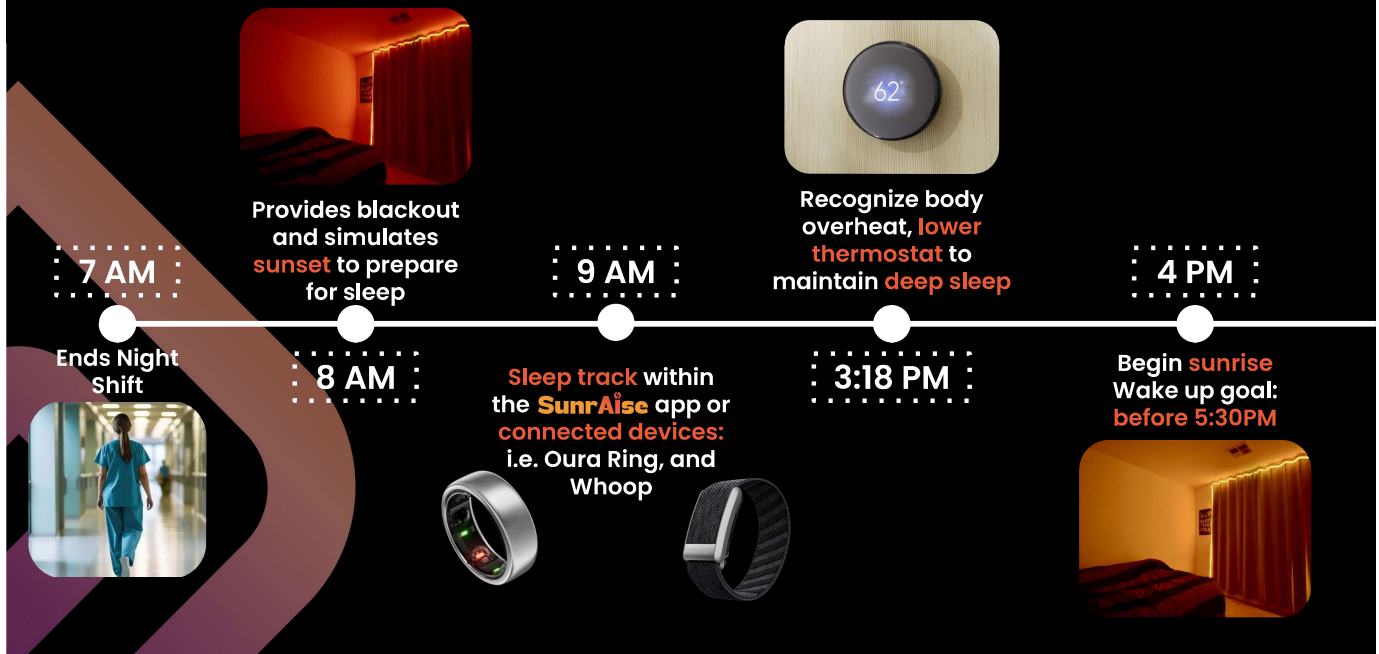 7 AM
Ends Night
Shift
Provides blackout
and simulates
sunset to prepare
for sleep
8 AM
9 AM
Sleep track within
the SunrAise app or
connected devices:
i.e. Oura Ring, and
Whoop
62°
Recognize body
overheat, lower
thermostat to
maintain deep sleep
3:18 PM
4 PM
Begin sunrise
Wake up goal:
before 5:30PM